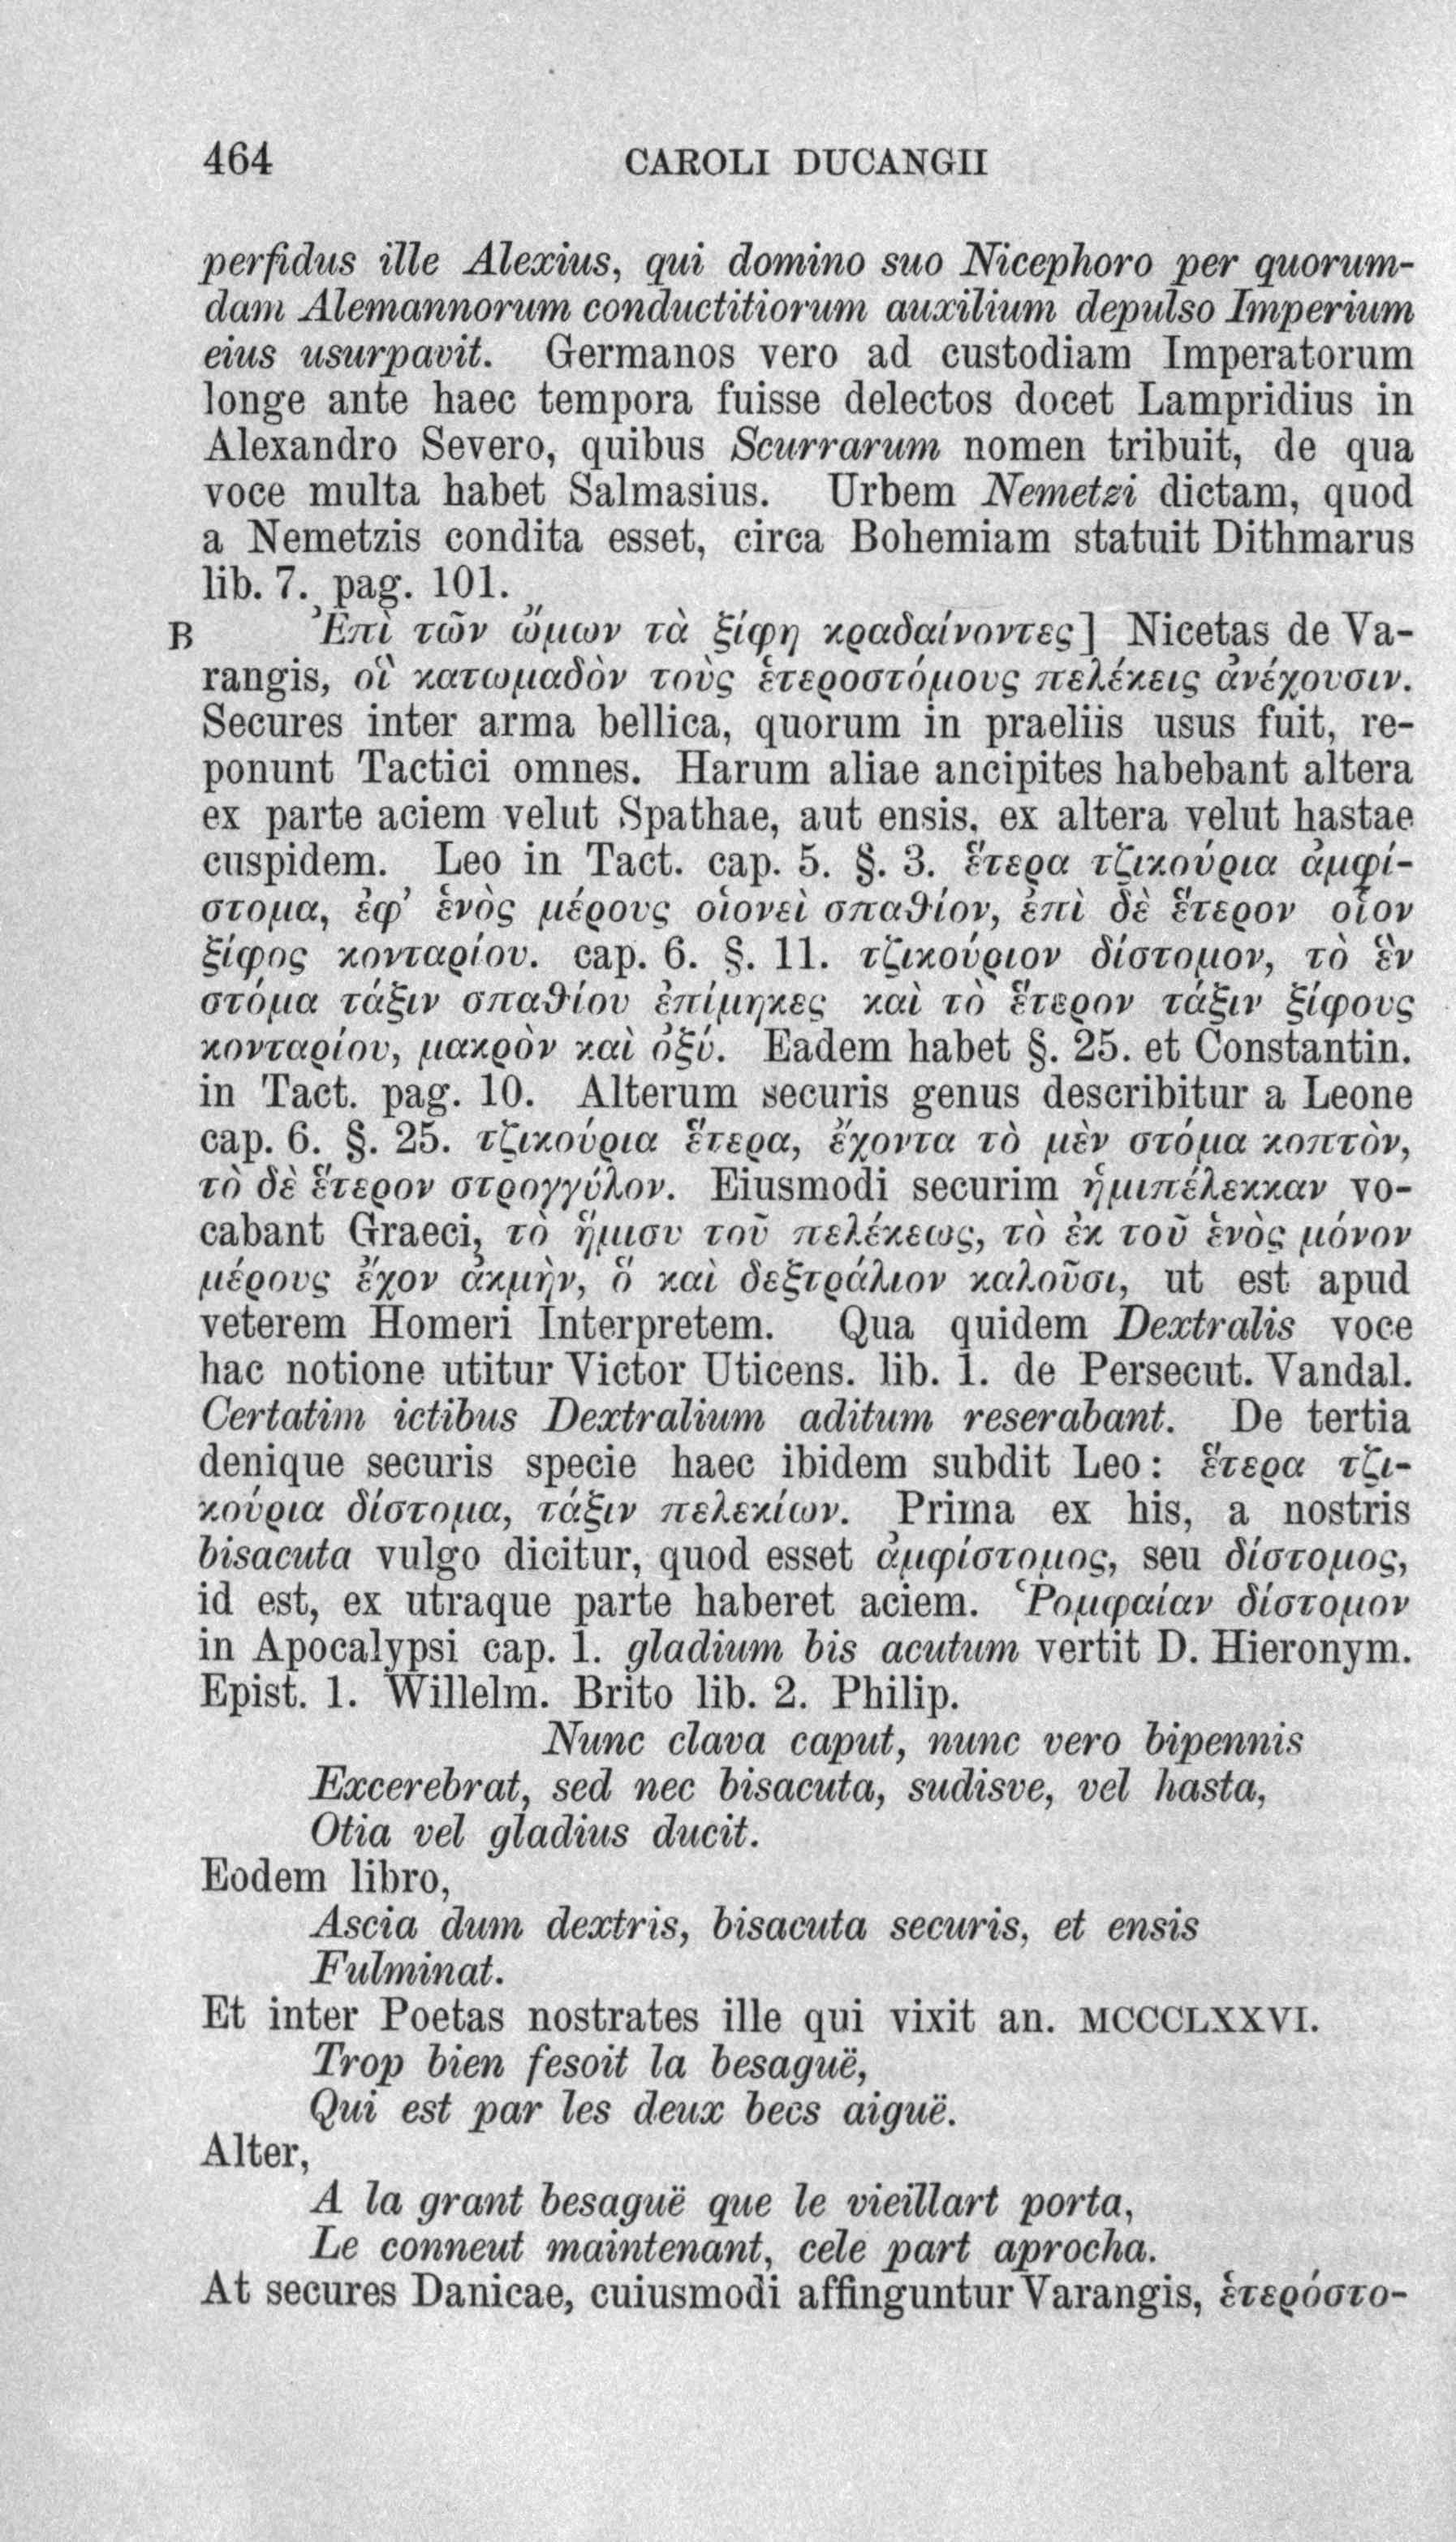 464 CAROLI DUCANGII
perfidus ille Alexius, qui domino suo Nicephoro per quorum-
dam Alemannorum conductitiorum auxilium depulso Imperium
eius usurpavit. Germanos vero ad custodiam Imperatorum
longe ante haec tempora fuisse delectos docet Lampridius in
Alexandro Severo, quibus Scurrarum nomen tribuit, de qua
voce multa habet Salmasius. Urbem Nemetzi dictam, quod
a Nemetzis condita esset, circa Bohemiam statuit Dithmarus
lib. 7. pag. 101.
B Ἐπὶ τῶν ὤμων τὰ ξίφη κραδαίνοντες] Nicetas de Va-
rangis, οἳ κατωμαδὸν τοὺς ἑτεροστόμους πελέκεις ἀνέχουσιν.
Secures inter arma bellica, quorum in praeliis usus fuit, re-
ponunt Tactici omnes. Harum aliae ancipites habebant altera
ex parte aciem velut Spathae, aut ensis, ex altera velut hastae
cuspidem. Leo in Tact. cap. 5. §. 3. ἕτερα τζικούρια ἀμφί-
στομα, ἐφ' ἑνὸς μέρους οἱονεὶ σπαθίον, ἐπὶ δὲ ἕτερον οἷον
ξίφος κονταρίου. cap. 6. §. 11. τζικούριον δίστομον, τὸ ἓν
στόμα τάξιν σπαθίου ἐπίμηκες καὶ τὸ ἕτερον τάξιν ξίφους
κονταρίου, μακρὸν καὶ ὀξύ. Eadem habet §. 25. et Constantin.
in Tact. pag. 10. Alterum securis genus describitur a Leone
cap. 6. §. 25. τζικούρια ἕτερα, ἔχοντα τὸ μὲν στόμα κοπτὸν,
τὸ δὲ ἕτερον στρογγύλον. Eiusmodi securim ἡμιπέλεκκαν vo-
cabant Graeci, τὸ ἥμισυ τοῦ πελέκεως, τὸ ἐκ τοῦ ἑνὸς μόνον
μέρους ἔχον ἀκμὴν, ὅ καὶ δεξτράλιον καλοῦσι, ut est apud
veterem Homeri Interpretem. Qua quidem Dextralis voce
hac notione utitur Victor Uticens. lib. 1. de Persecut. Vandal.
Certatim ictibus Dextralium aditum reserabant. De tertia
denique securis specie haec ibidem subdit Leo: ἕτερα τζι-
κούρια δίστομα, τάξιν πελεκίων. Prima ex his, a nostris
bisacuta vulgo dicitur, quod esset ἀμφίστομος, seu δίστομος,
id est, ex utraque parte haberet aciem. Ῥομφαίαν δίστομον
in Apocalypsi cap. 1. gladium bis acutum vertit D. Hieronym.
Epist. 1. Willelm. Brito lib. 2. Philip.
Nunc clava caput, nunc vero bipennis
Excerebrat, sed nec bisacuta, sudisve, vel hasta,
Otia vel gladius ducit.
Eodem libro,
Ascia dum dextris, bisacuta securis, et ensis
Fulminat.
Et inter Poetas nostrates ille qui vixit an. MCCCLXXVI.
Trop bien fesoit la besaguë,
Qui est par les deux becs aiguë.
Alter,
A la grant besaguë que le vieillart porta,
Le conneut maintenant, cele part aprocha.
At secures Danicae, cuiusmodi affinguntur Varangis, ἑτερόστο-